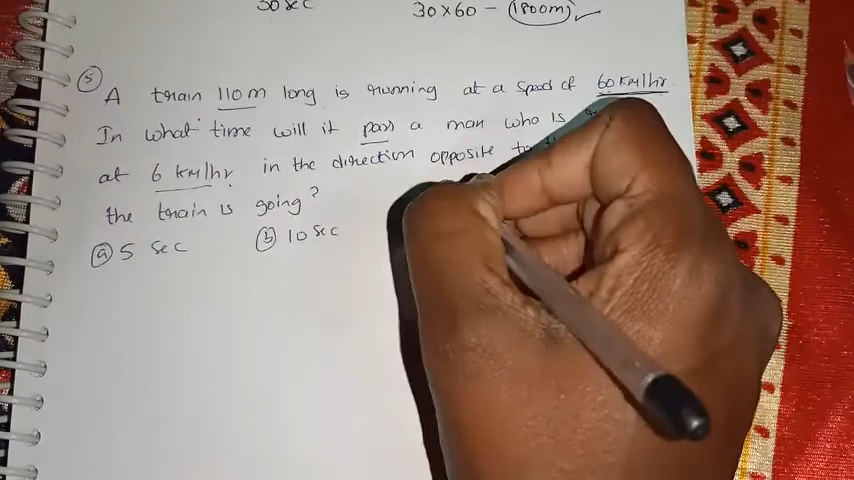 30 sec
30 × 60 - 1800m
5 A train 110 m long is running at a speed of 60 km/hr
In what time will it pass a man who is
at 6 km/hr in the direction opposite to
the train is going?
a 5 sec b 10 sec